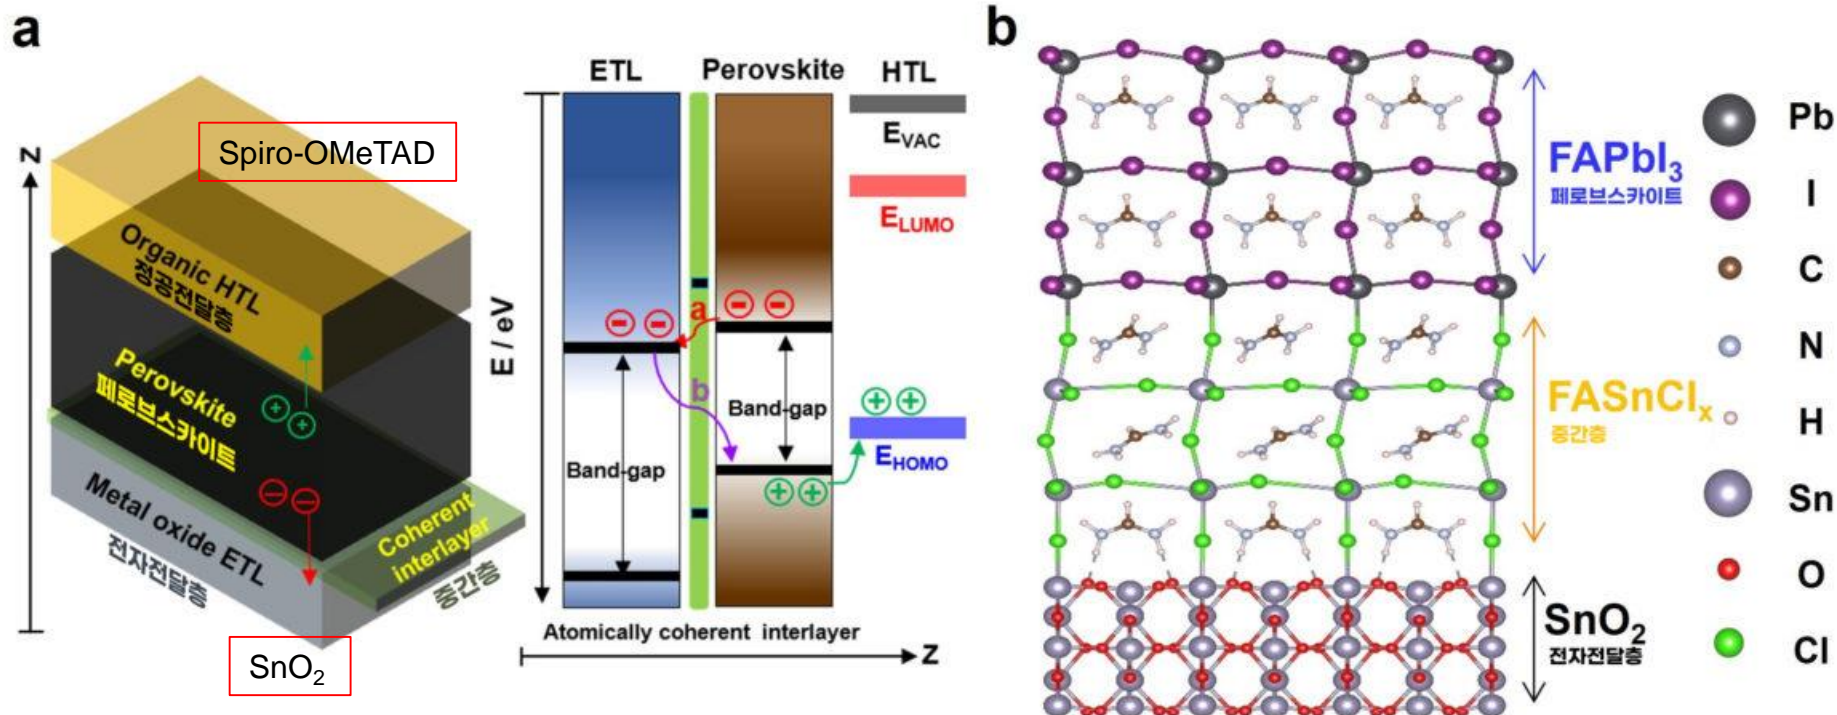 a
Z
Spiro-OMeTAD
Organic HTL
정공전달층
Perovskite
페로브스카이트
Metal oxide ETL
전자전달층
Coherent
interlayer
중간층
SnO₂
E / eV
ETL
Perovskite
HTL
E_VAC
E_LUMO
a
b
Band-gap
Band-gap
E_HOMO
Atomically coherent interlayer
Z
b
FAPbI₃
페로브스카이트
FASnClₓ
중간층
SnO₂
전자전달층
Pb
I
C
N
H
Sn
O
Cl